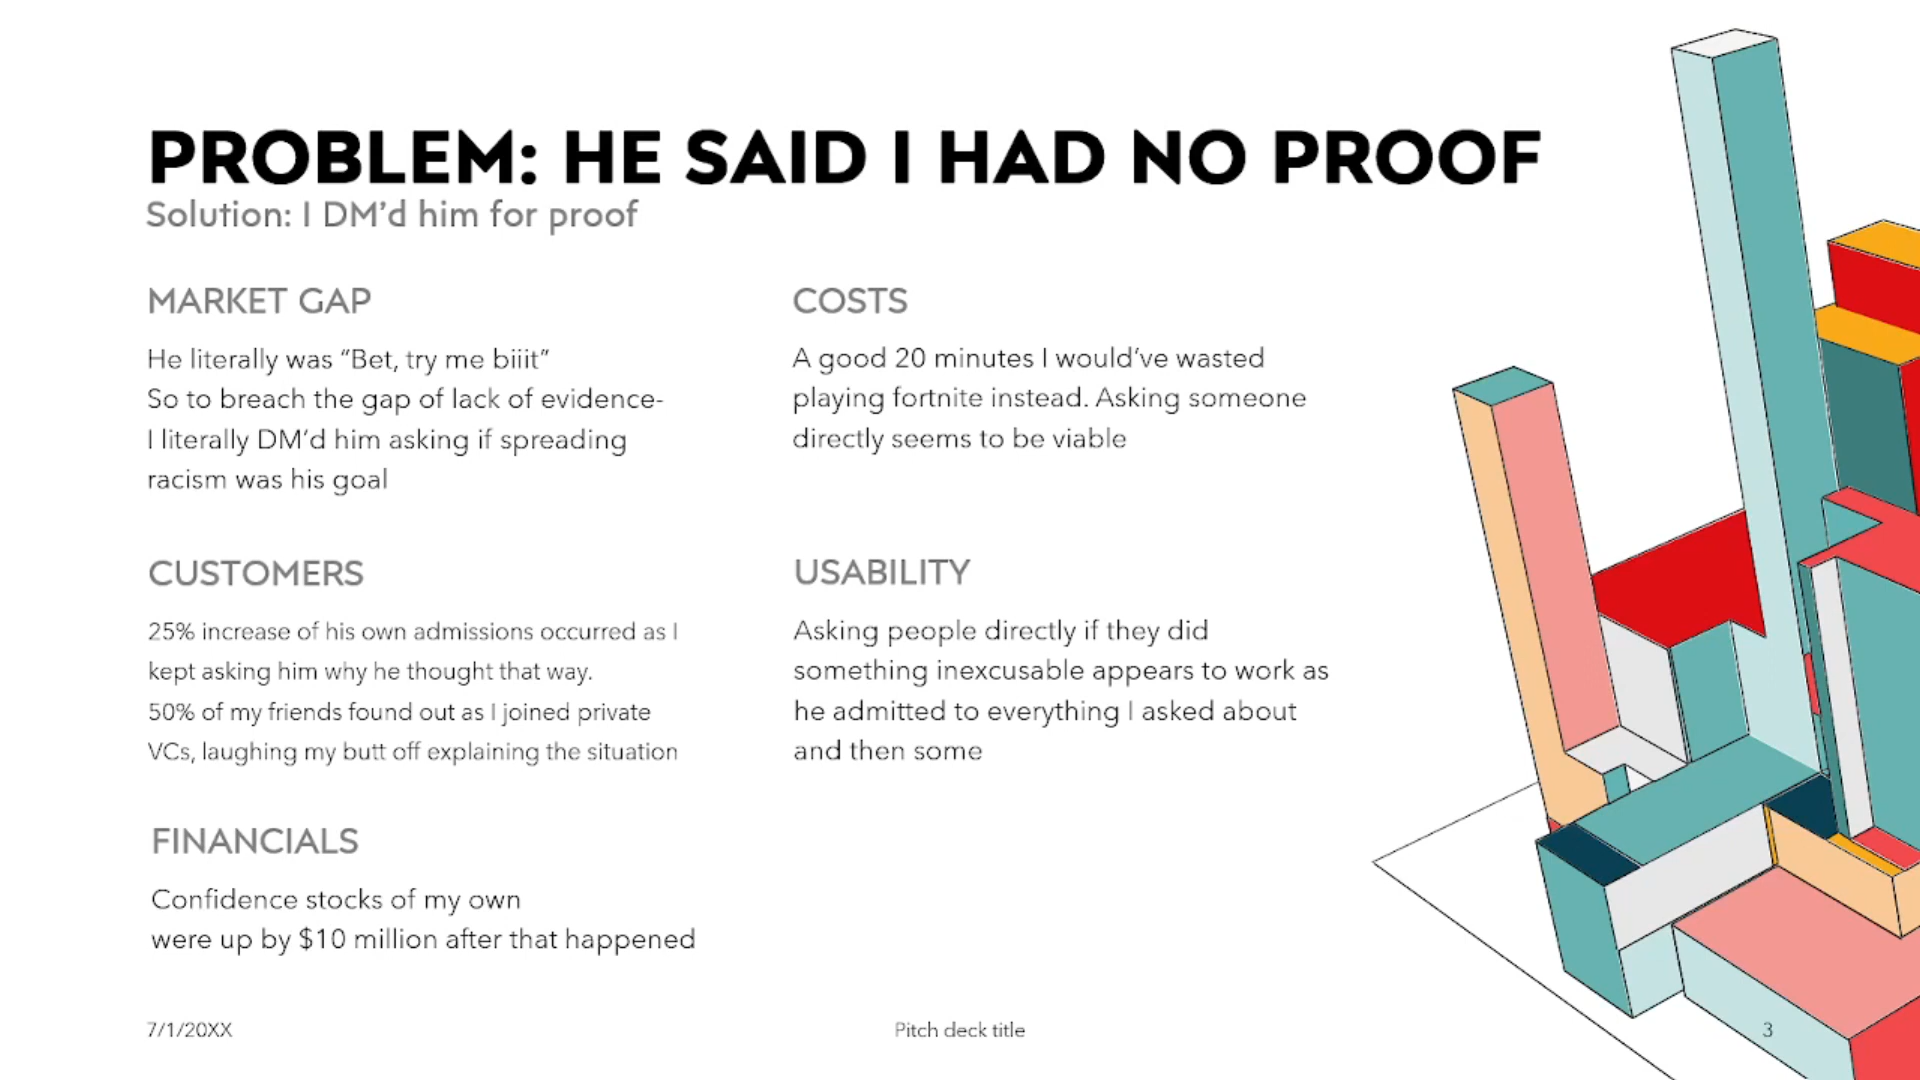 PROBLEM: HE SAID I HAD NO PROOF
Solution: I DM’d him for proof
MARKET GAP
He literally was “Bet, try me biiit”
So to breach the gap of lack of evidence-
I literally DM’d him asking if spreading
racism was his goal
COSTS
A good 20 minutes I would’ve wasted
playing fortnite instead. Asking someone
directly seems to be viable
CUSTOMERS
25% increase of his own admissions occurred as I
kept asking him why he thought that way.
50% of my friends found out as I joined private
VCs, laughing my butt off explaining the situation
USABILITY
Asking people directly if they did
something inexcusable appears to work as
he admitted to everything I asked about
and then some
FINANCIALS
Confidence stocks of my own
were up by $10 million after that happened
7/1/20XX
Pitch deck title
3